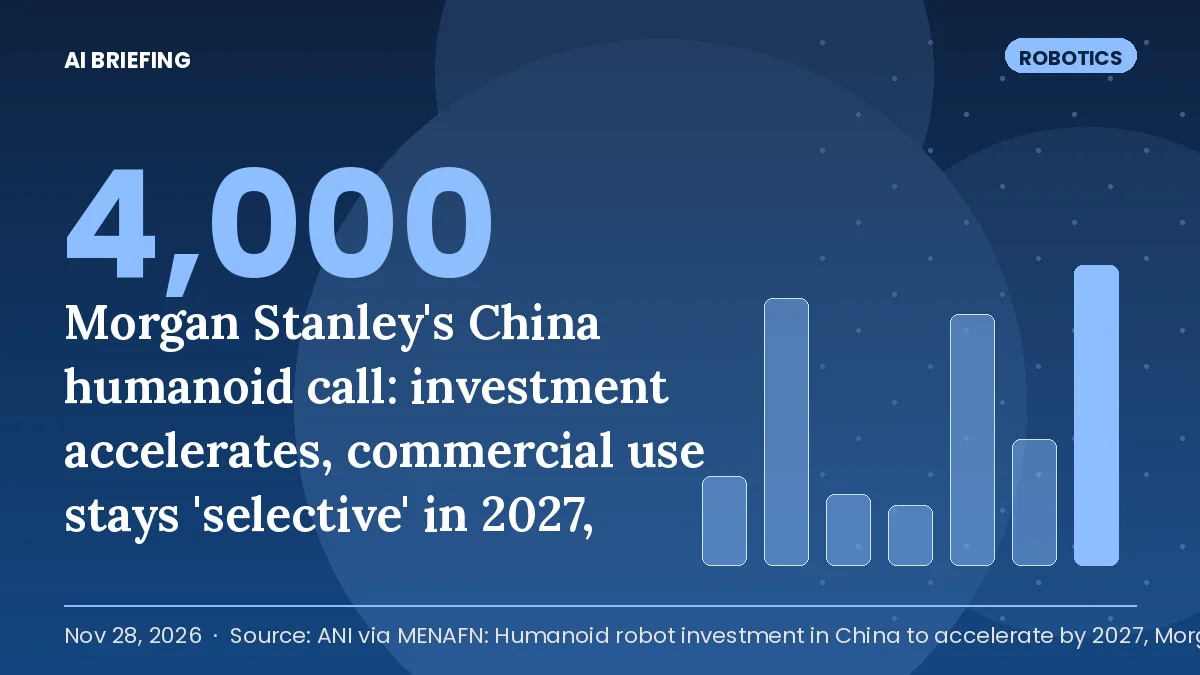 AI BRIEFING
ROBOTICS
4,000
Morgan Stanley's China
humanoid call: investment
accelerates, commercial use
stays 'selective' in 2027,
Nov 28, 2026 · Source: ANI via MENAFN: Humanoid robot investment in China to accelerate by 2027,